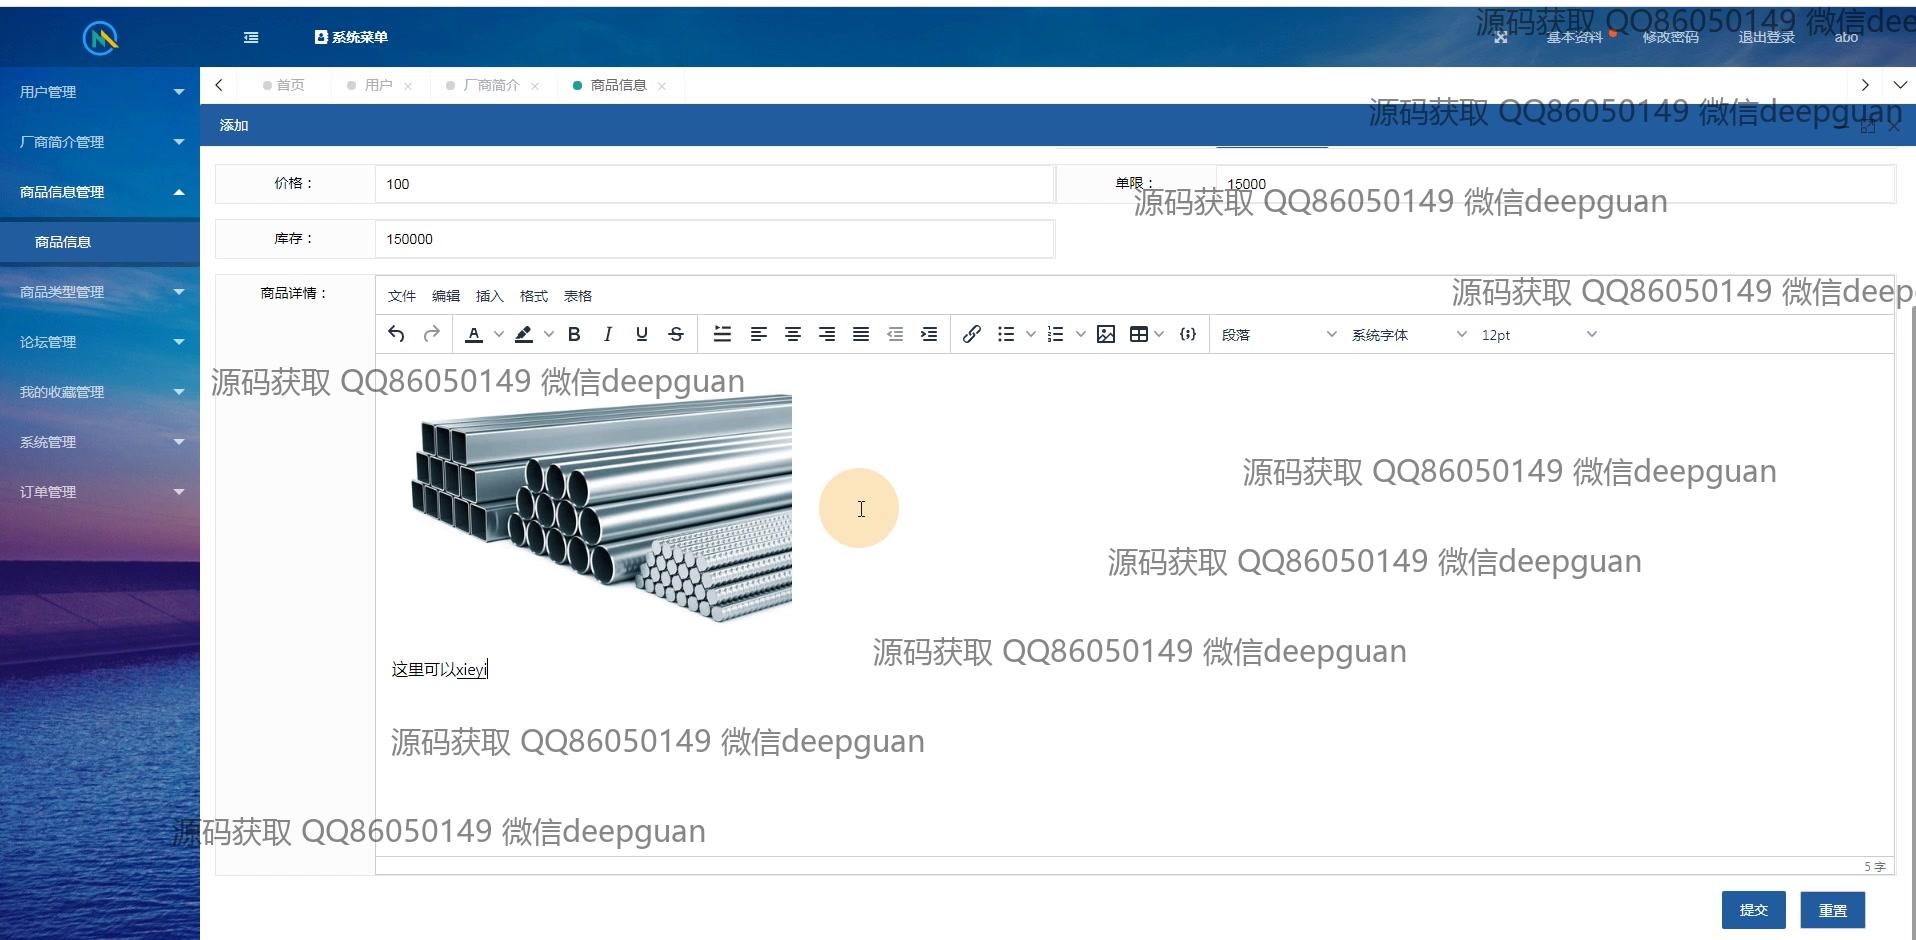 系统菜单
源码获取 QQ86050149 微信dee
基本资料 修改密码 退出登录 abo
用户管理
厂商简介管理
商品信息管理
商品信息
商品类型管理
论坛管理
我的收藏管理
系统管理
订单管理
首页 用户 厂商简介 商品信息
源码获取 QQ86050149 微信deepguan
添加
价格： 100 单限： 15000
源码获取 QQ86050149 微信deepguan
库存： 150000
商品详情：
文件 编辑 插入 格式 表格
源码获取 QQ86050149 微信deep
段落 系统字体 12pt
源码获取 QQ86050149 微信deepguan
源码获取 QQ86050149 微信deepguan
源码获取 QQ86050149 微信deepguan
源码获取 QQ86050149 微信deepguan
这里可以xieyi
源码获取 QQ86050149 微信deepguan
源码获取 QQ86050149 微信deepguan
5 字
提交 重置